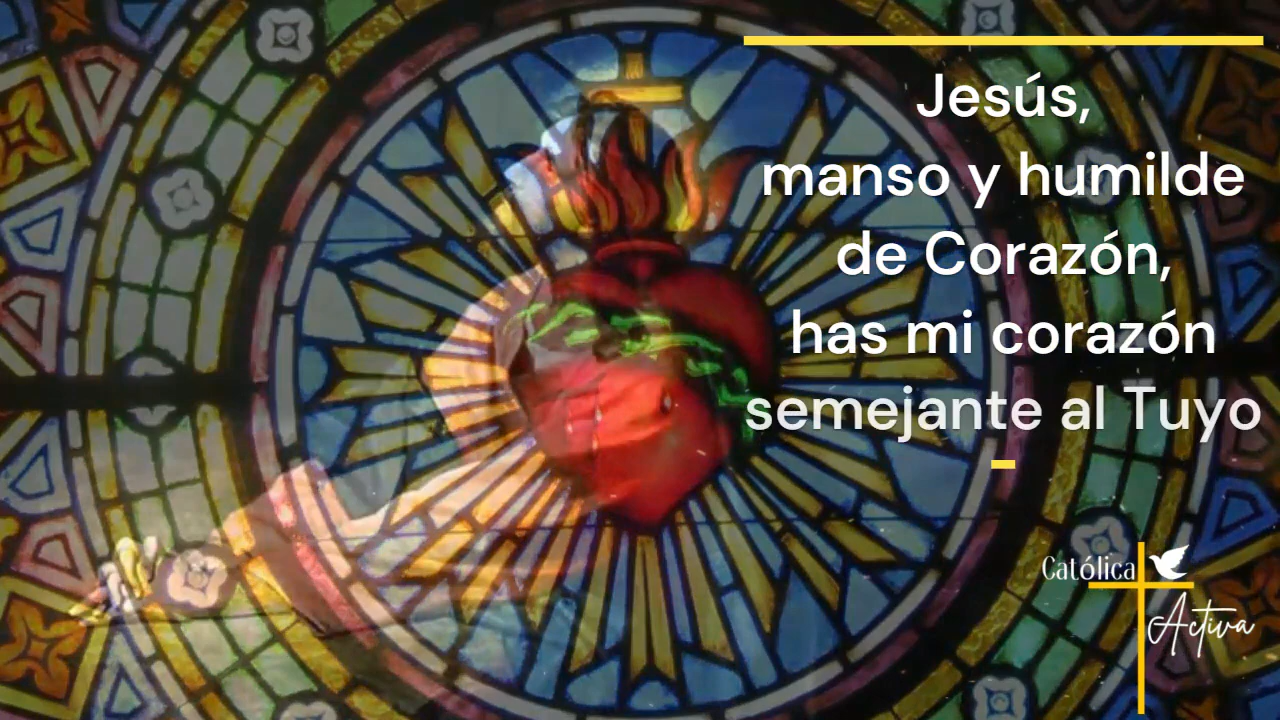 Jesús,
manso y humilde
de Corazón,
has mi corazón
semejante al Tuyo
Católica
Activa